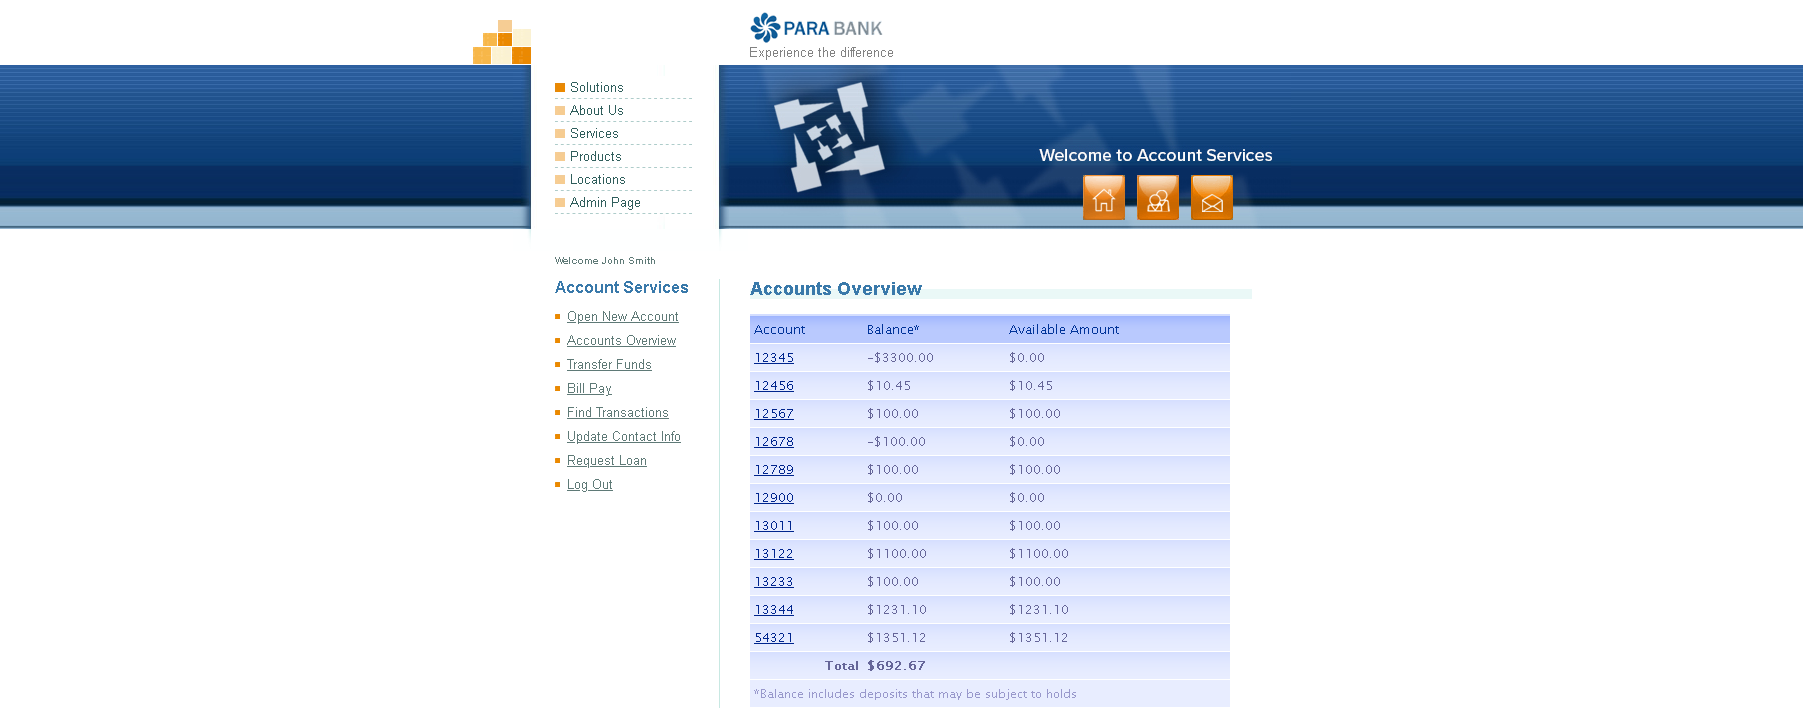 PARA BANK
Experience the difference
Solutions
About Us
Services
Products
Locations
Admin Page
Welcome to Account Services
Welcome John Smith
Account Services
Open New Account
Accounts Overview
Transfer Funds
Bill Pay
Find Transactions
Update Contact Info
Request Loan
Log Out
Accounts Overview
Account Balance* Available Amount
12345 -$3300.00 $0.00
12456 $10.45 $10.45
12567 $100.00 $100.00
12678 -$100.00 $0.00
12789 $100.00 $100.00
12900 $0.00 $0.00
13011 $100.00 $100.00
13122 $1100.00 $1100.00
13233 $100.00 $100.00
13344 $1231.10 $1231.10
54321 $1351.12 $1351.12
Total $692.67
*Balance includes deposits that may be subject to holds